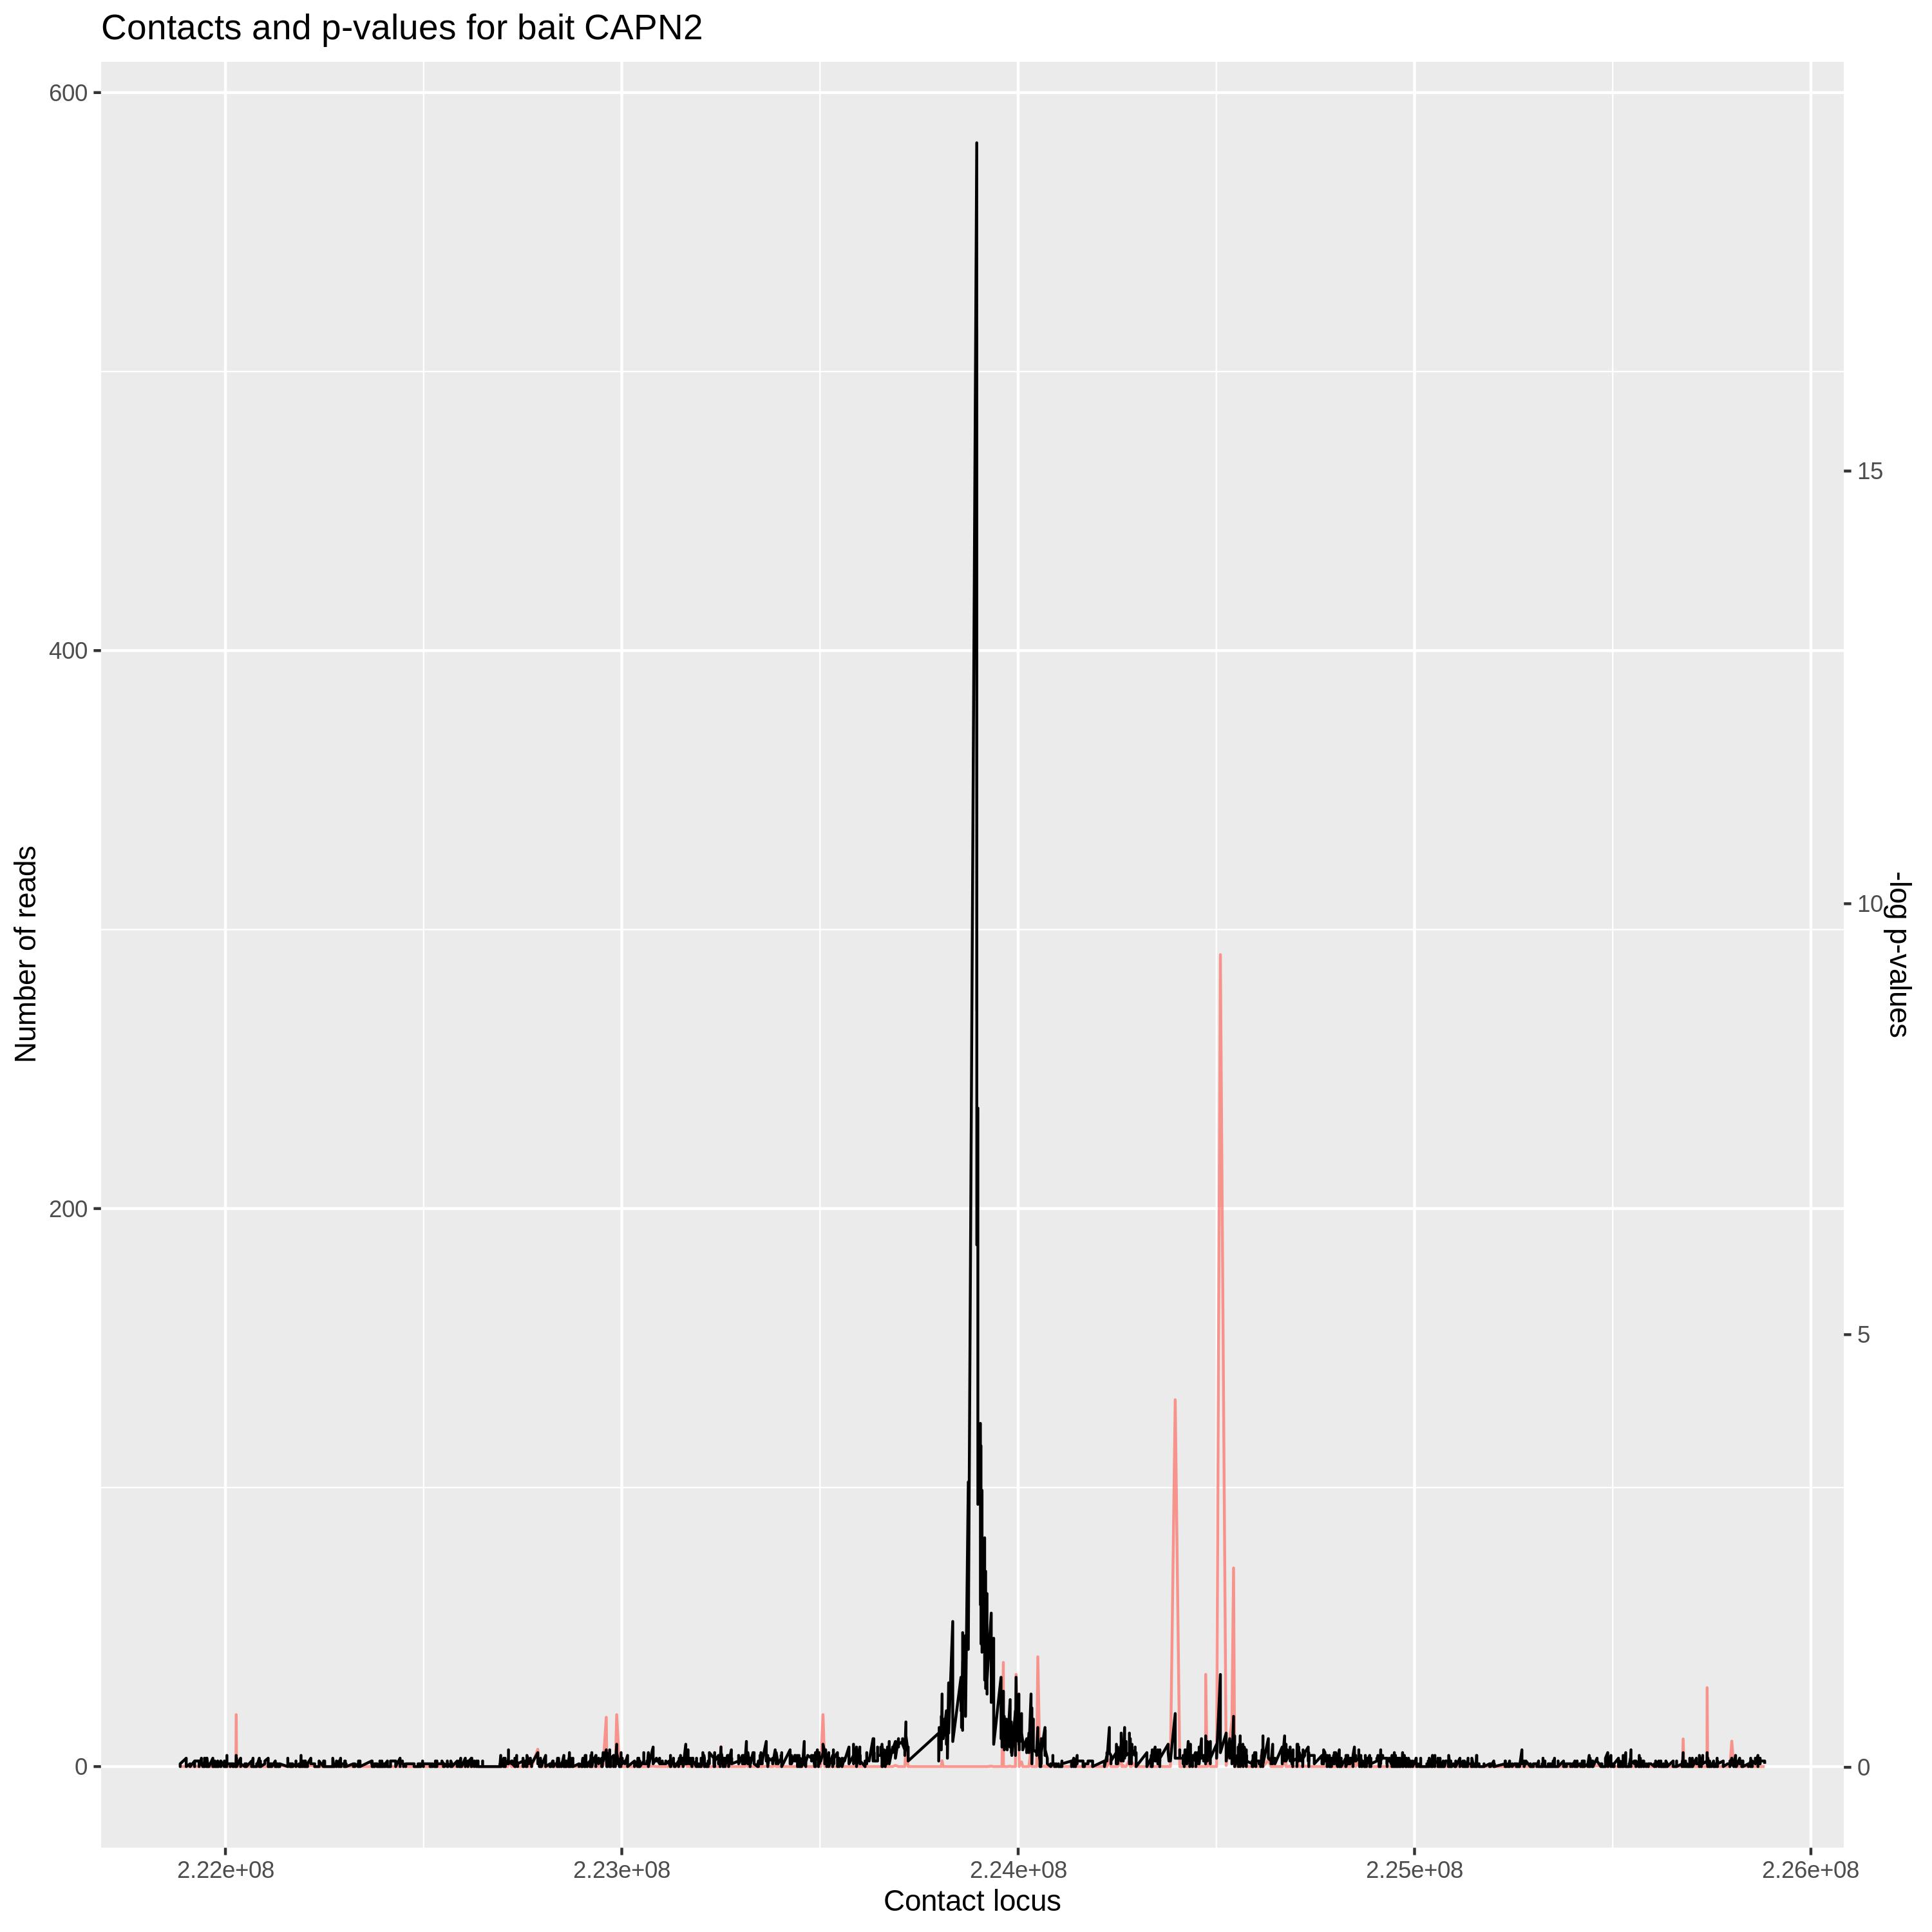 Contacts and p-values for bait CAPN2
600
400
200
0
Number of reads
15
10
5
0
-log p-values
2.22e+08
2.23e+08
2.24e+08
2.25e+08
2.26e+08
Contact locus